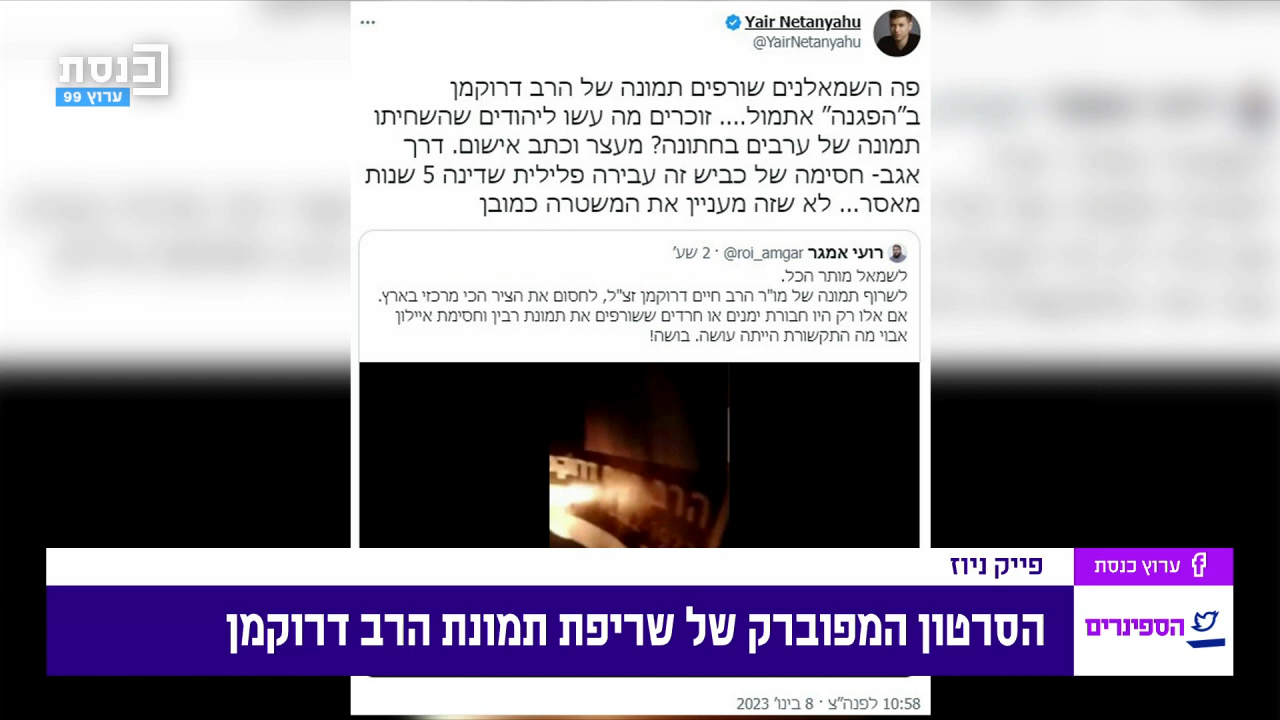 כנסת
ערוץ 99
Yair Netanyahu
@YairNetanyahu
פה השמאלנים שורפים תמונה של הרב דרוקמן
ב"הפגנה" אתמול.... זוכרים מה עשו ליהודים שהשחיתו
תמונה של ערבים בחתונה? מעצר וכתב אישום. דרך
אגב- חסימה של כביש זה עבירה פלילית שדינה 5 שנות
מאסר... לא שזה מעניין את המשטרה כמובן
רועי אמגר @roi_amgar · 2 שע'
לשמאל מותר הכל.
לשרוף תמונה של מו"ר הרב חיים דרוקמן זצ"ל, לחסום את הציר הכי מרכזי בארץ.
אם אלו רק היו חבורת ימנים או חרדים ששורפים את תמונת רבין וחסימת איילון
אבוי מה התקשורת הייתה עושה. בושה!
הרב
ערוץ כנסת
פייק ניוז
הספינרים
הסרטון המפוברק של שריפת תמונת הרב דרוקמן
10:58 לפנה"צ · 8 בינו' 2023